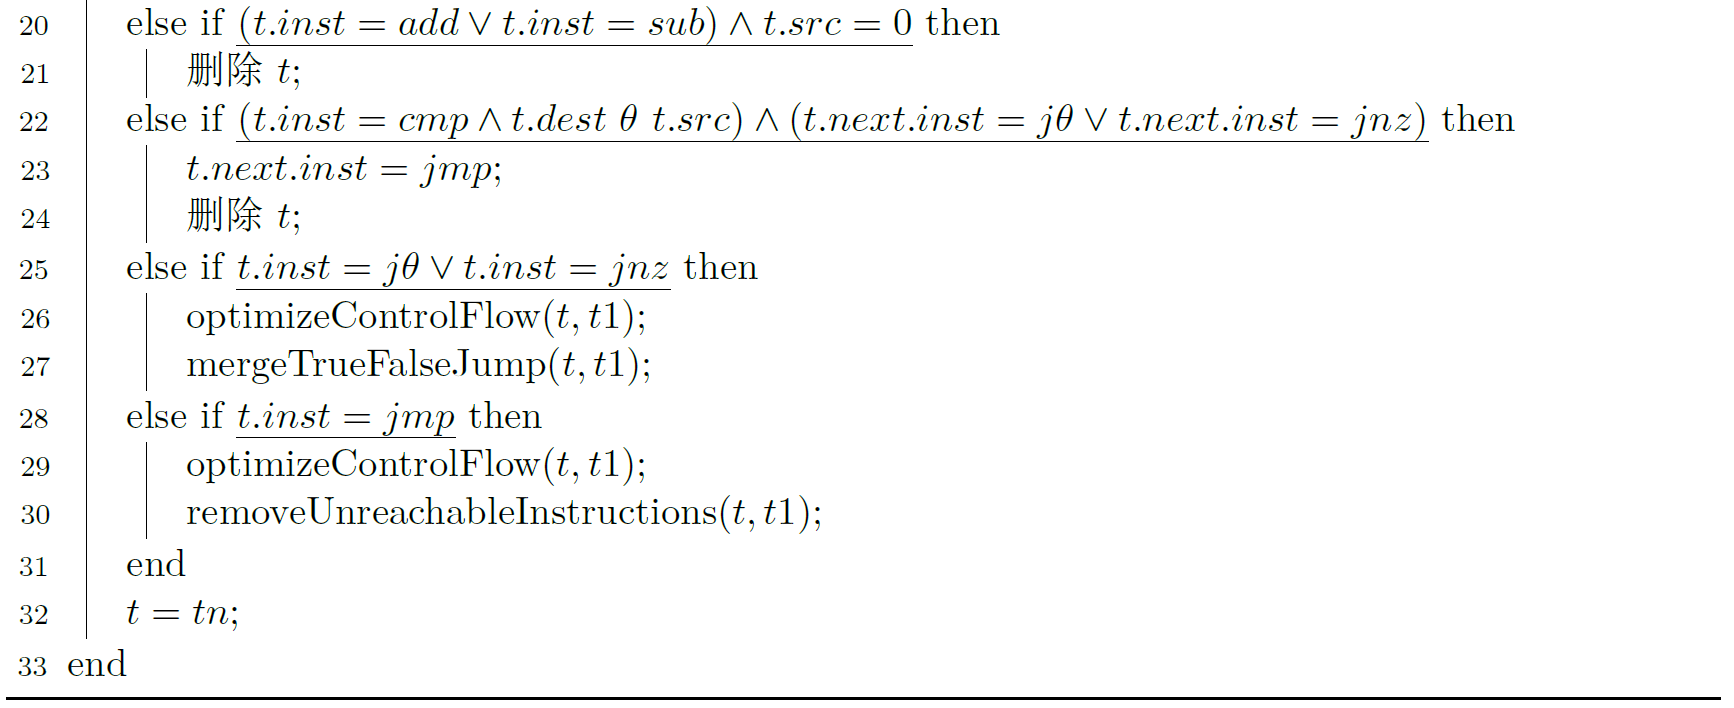 20 else if (t.inst = add ∨ t.inst = sub) ∧ t.src = 0 then
21 删除 t;
22 else if (t.inst = cmp ∧ t.dest θ t.src) ∧ (t.next.inst = jθ ∨ t.next.inst = jnz) then
23 t.next.inst = jmp;
24 删除 t;
25 else if t.inst = jθ ∨ t.inst = jnz then
26 optimizeControlFlow(t, t1);
27 mergeTrueFalseJump(t, t1);
28 else if t.inst = jmp then
29 optimizeControlFlow(t, t1);
30 removeUnreachableInstructions(t, t1);
31 end
32 t = tn;
33 end